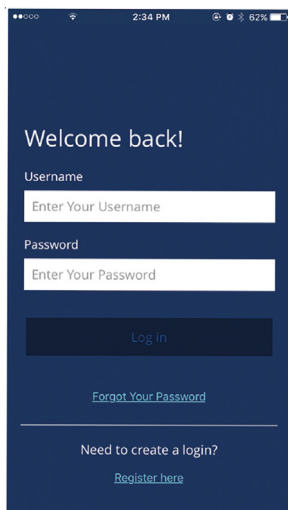 2:34 PM
62%
Welcome back!
Username
Enter Your Username
Password
Enter Your Password
Log in
Forgot Your Password
Need to create a login?
Register here